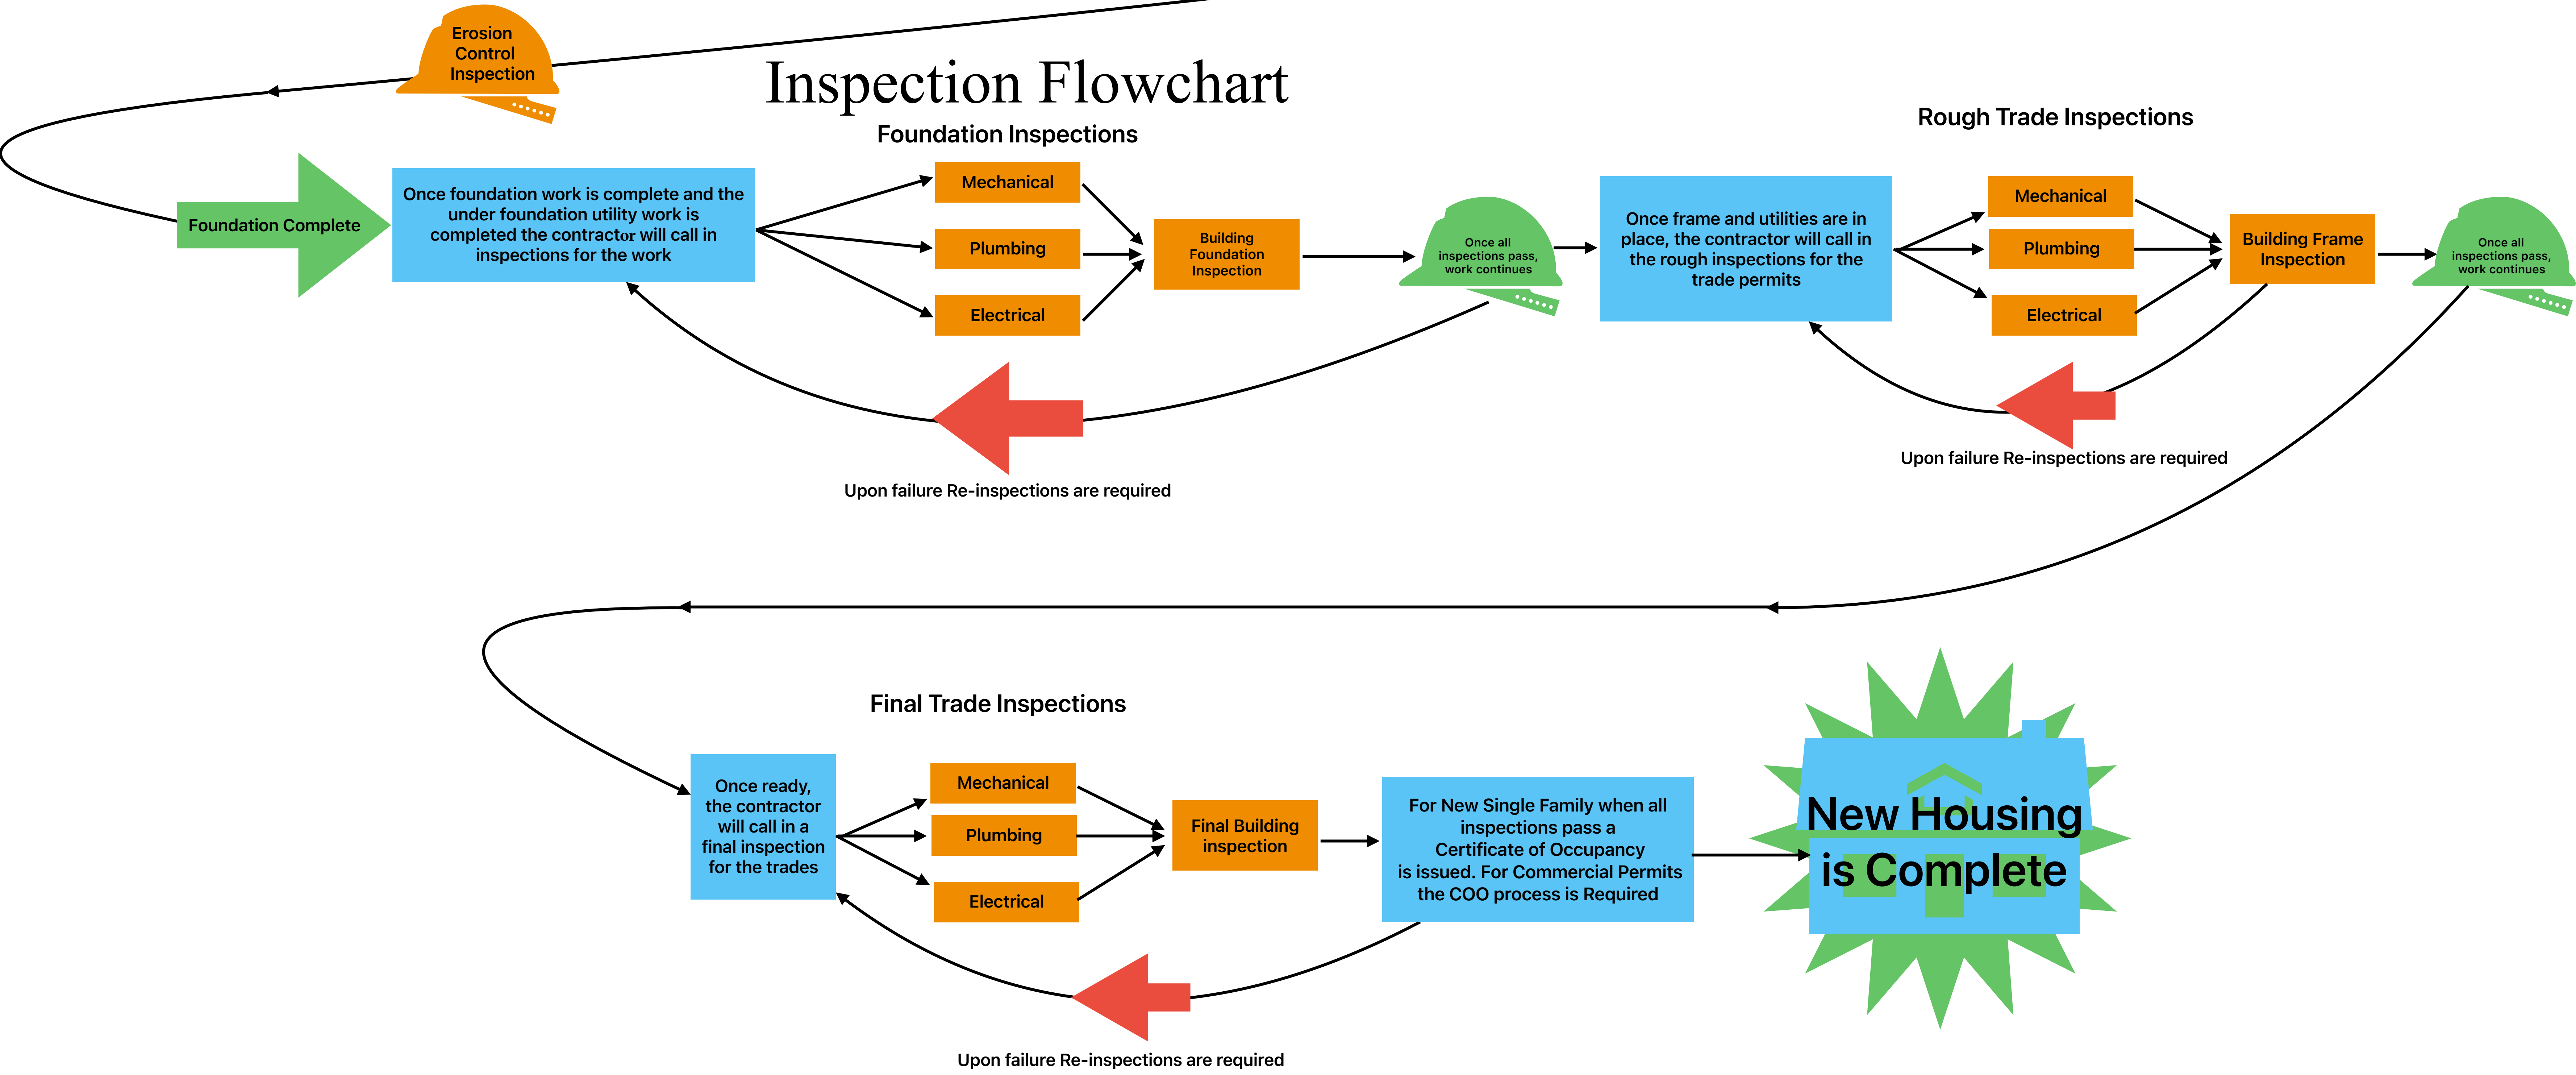 Erosion
Control
Inspection
Inspection Flowchart
Foundation Inspections
Rough Trade Inspections
Foundation Complete
Once foundation work is complete and the
under foundation utility work is
completed the contractor will call in
inspections for the work
Mechanical
Plumbing
Electrical
Building
Foundation
Inspection
Once all
inspections pass,
work continues
Once frame and utilities are in
place, the contractor will call in
the rough inspections for the
trade permits
Mechanical
Plumbing
Electrical
Building Frame
Inspection
Once all
inspections pass,
work continues
Upon failure Re-inspections are required
Upon failure Re-inspections are required
Final Trade Inspections
Once ready,
the contractor
will call in a
final inspection
for the trades
Mechanical
Plumbing
Electrical
Final Building
inspection
For New Single Family when all
inspections pass a
Certificate of Occupancy
is issued. For Commercial Permits
the COO process is Required
New Housing
is Complete
Upon failure Re-inspections are required